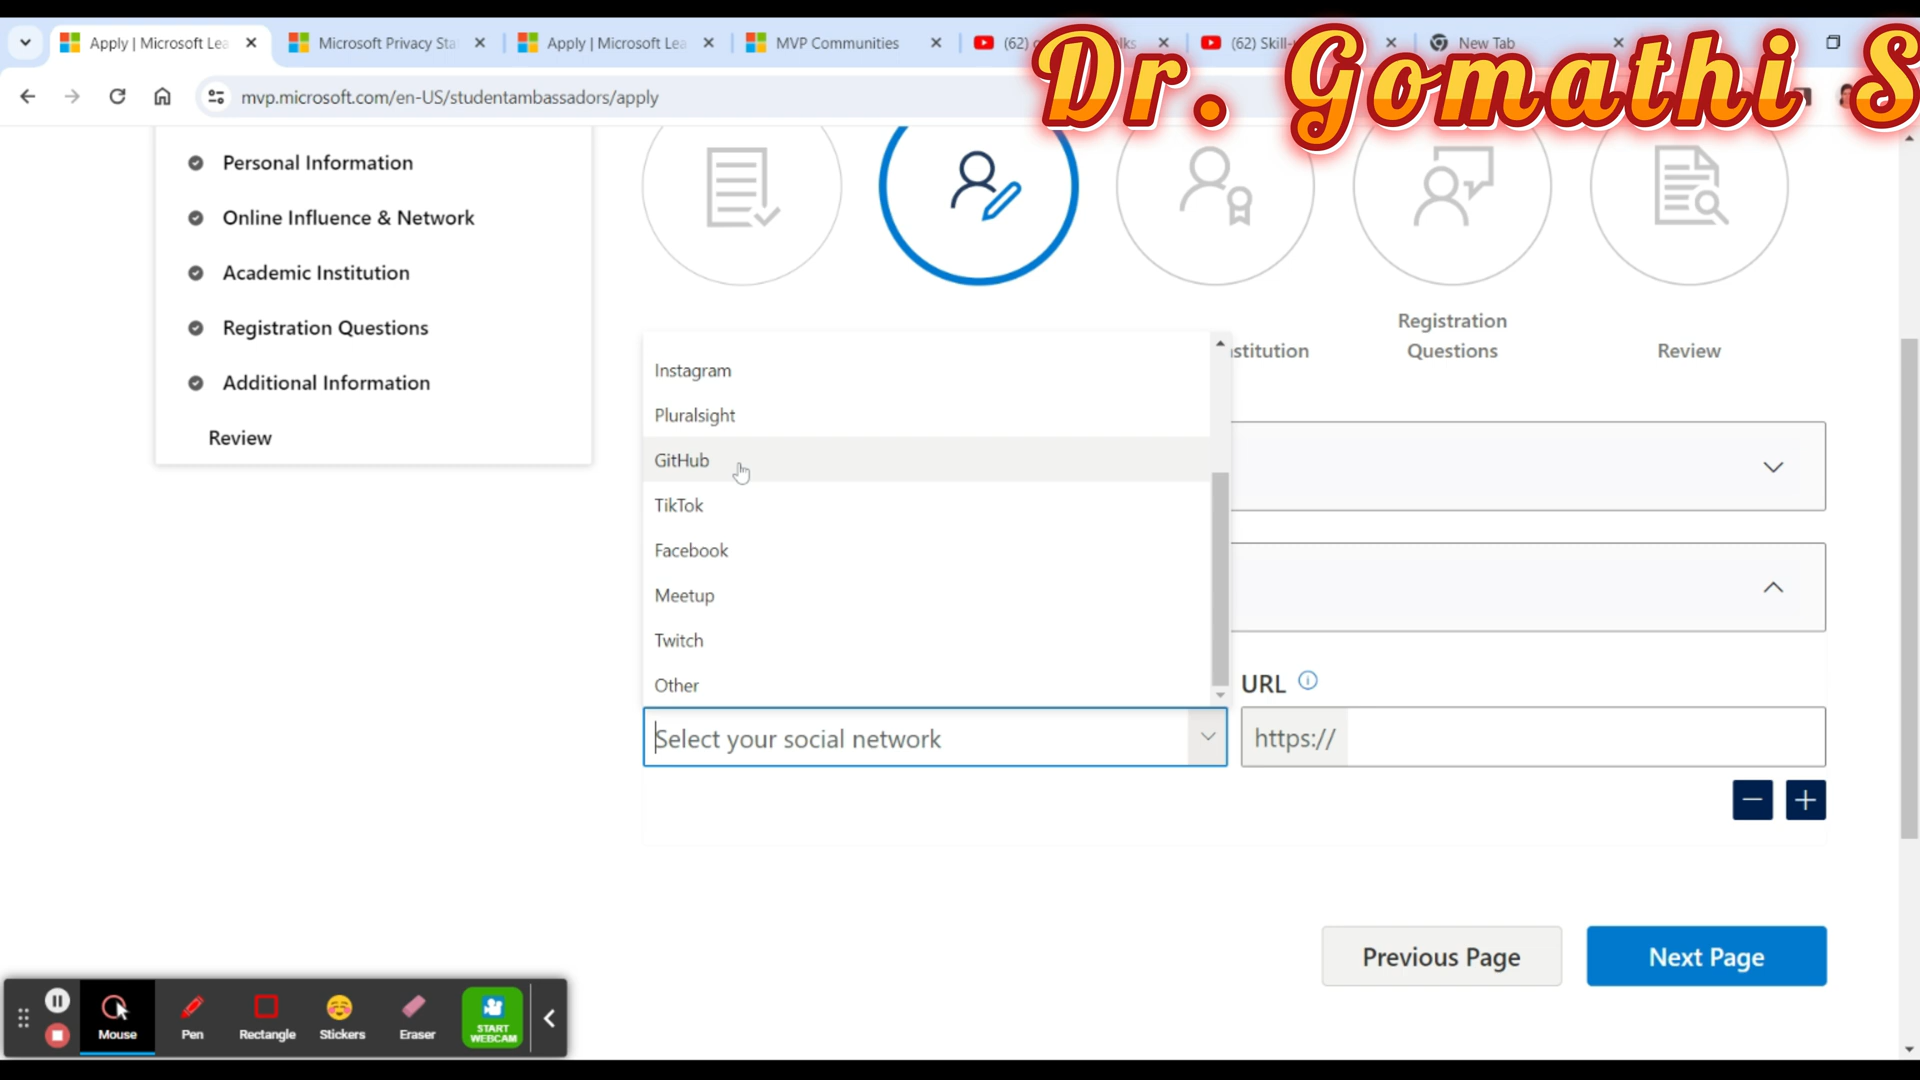 Apply | Microsoft Lea
Microsoft Privacy Sta
Apply | Microsoft Lea
MVP Communities
(62)
lks
(62) Skill-
New Tab
Dr. Gomathi S
mvp.microsoft.com/en-US/studentambassadors/apply
Personal Information
Online Influence & Network
Academic Institution
Registration Questions
Additional Information
Review
stitution
Registration
Questions
Review
Instagram
Pluralsight
GitHub
TikTok
Facebook
Meetup
Twitch
Other
Select your social network
URL
https://
Previous Page
Next Page
Mouse
Pen
Rectangle
Stickers
Eraser
START
WEBCAM